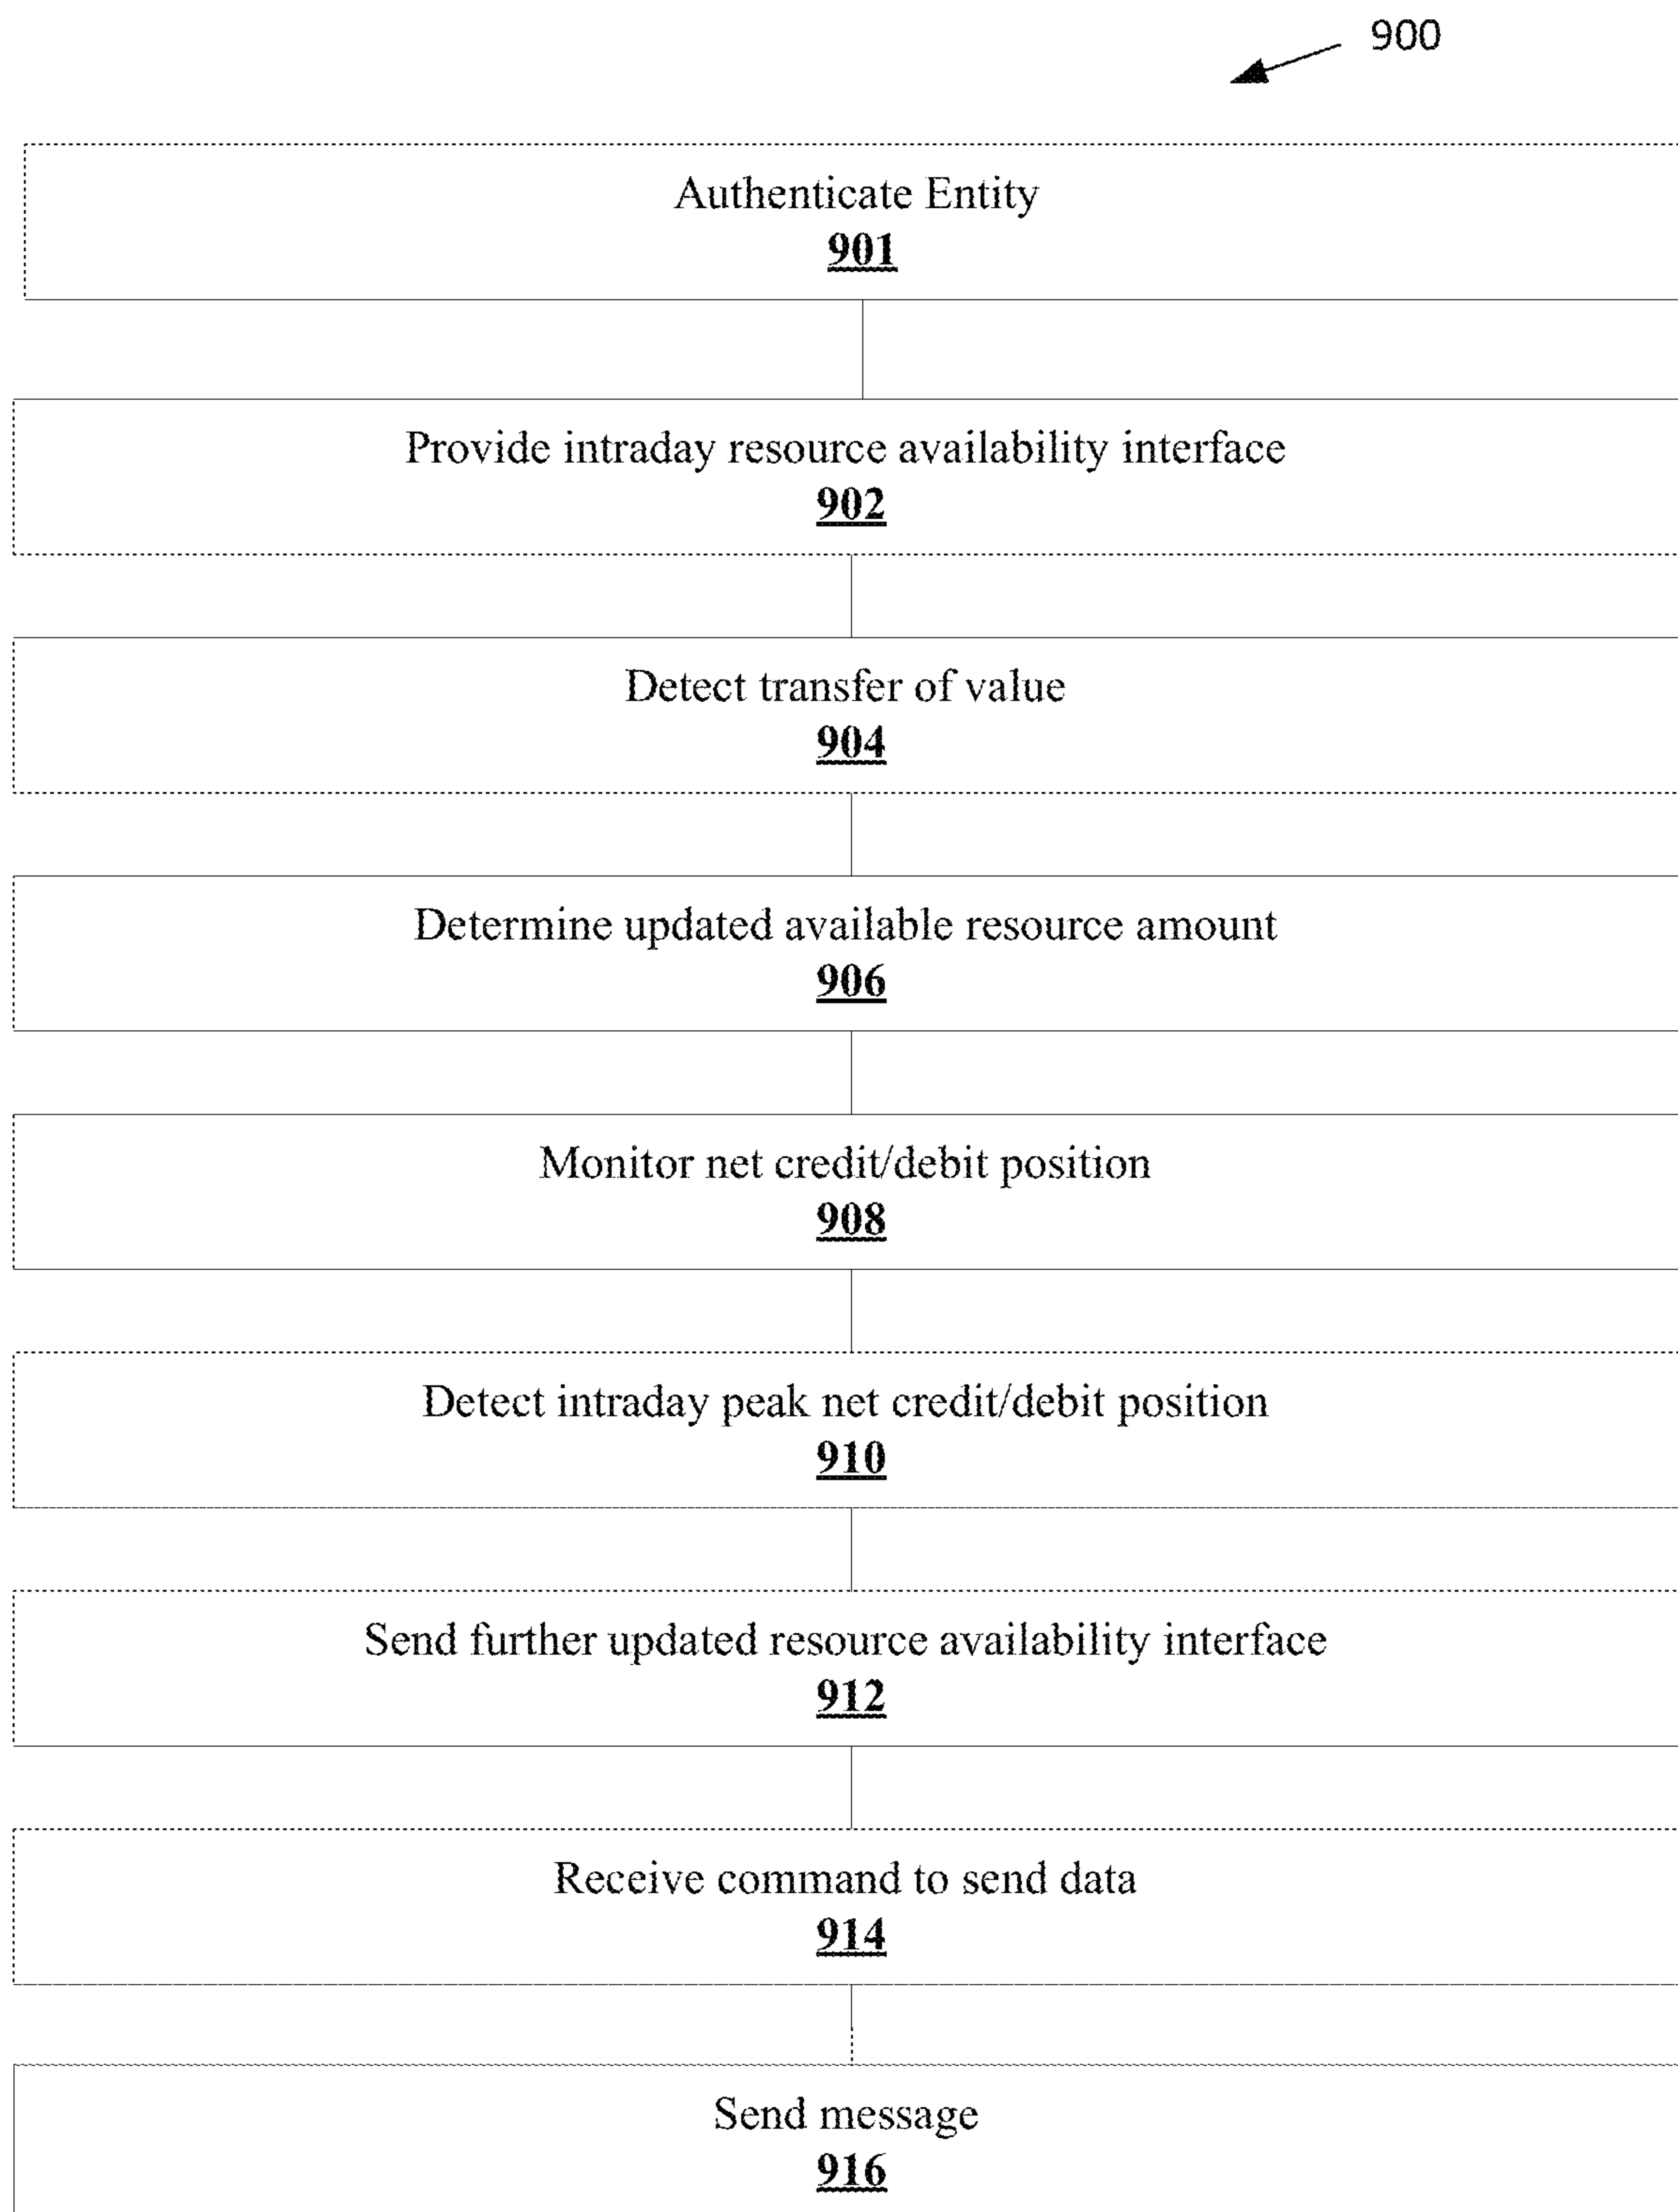 900
Authenticate Entity
901
Provide intraday resource availability interface
902
Detect transfer of value
904
Determine updated available resource amount
906
Monitor net credit/debit position
908
Detect intraday peak net credit/debit position
910
Send further updated resource availability interface
912
Receive command to send data
914
Send message
916